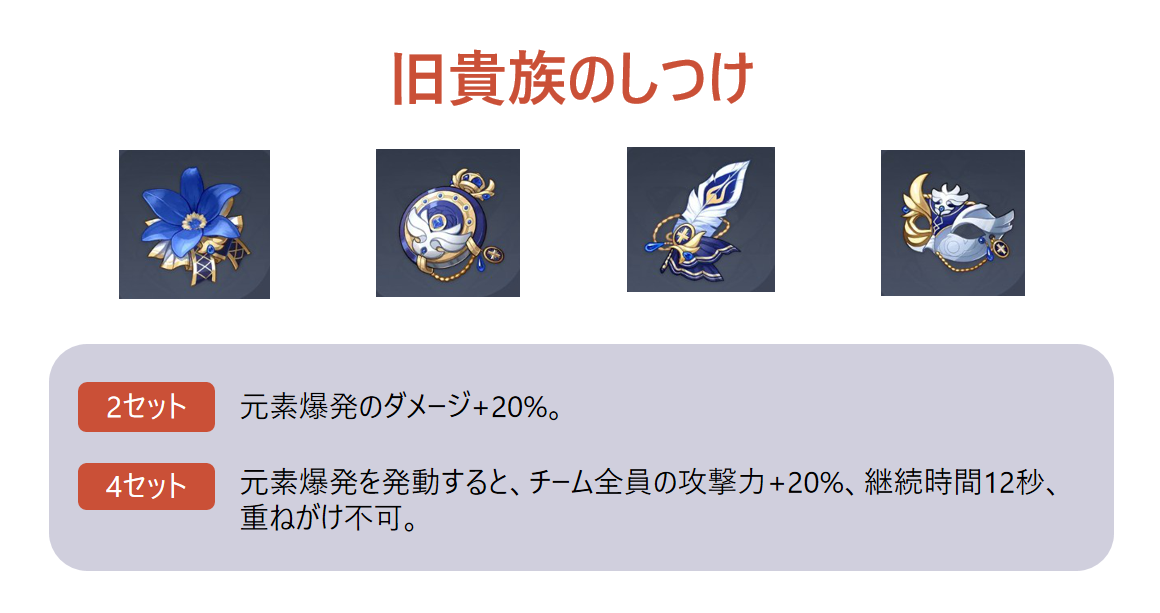 旧貴族のしつけ
2セット
元素爆発のダメージ+20%。
4セット
元素爆発を発動すると、チーム全員の攻撃力+20%、継続時間12秒、
重ねがけ不可。